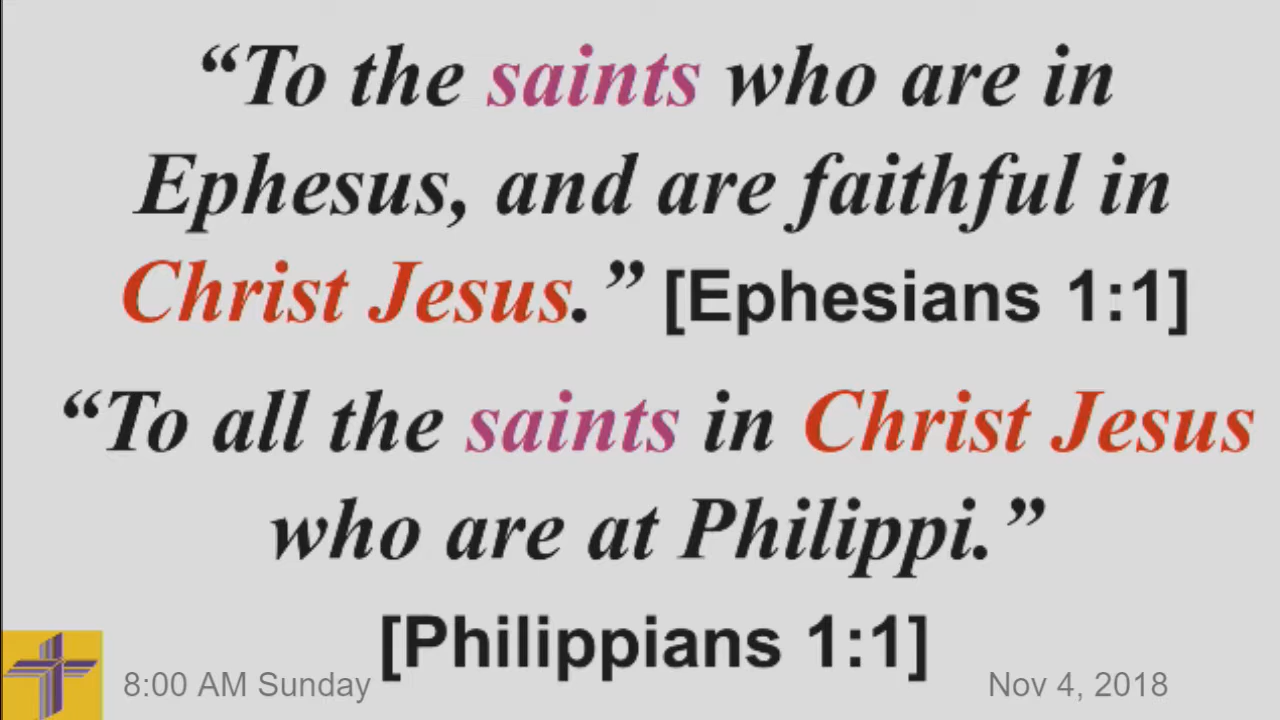 “To the saints who are in
Ephesus, and are faithful in
Christ Jesus.” [Ephesians 1:1]
“To all the saints in Christ Jesus
who are at Philippi.”
[Philippians 1:1]
8:00 AM Sunday Nov 4, 2018